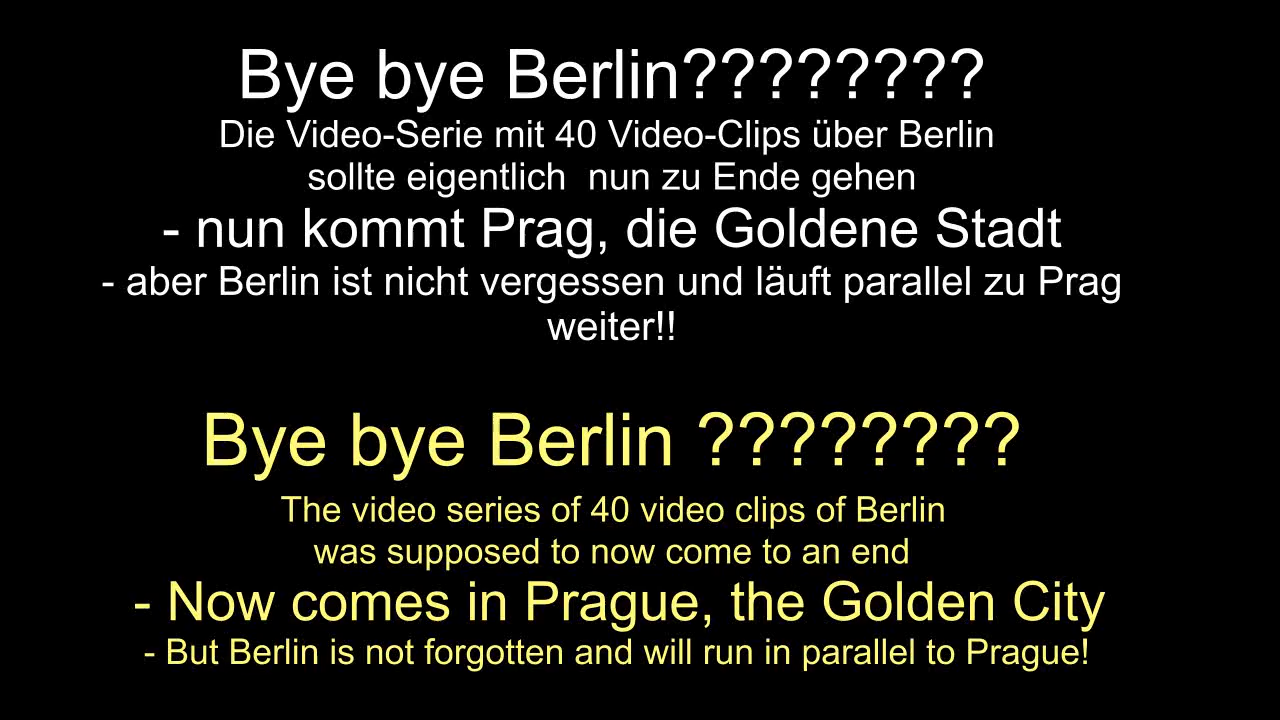 Bye bye Berlin????????
Die Video-Serie mit 40 Video-Clips über Berlin
sollte eigentlich  nun zu Ende gehen
- nun kommt Prag, die Goldene Stadt
- aber Berlin ist nicht vergessen und läuft parallel zu Prag
weiter!!
Bye bye Berlin ????????
The video series of 40 video clips of Berlin
was supposed to now come to an end
- Now comes in Prague, the Golden City
- But Berlin is not forgotten and will run in parallel to Prague!